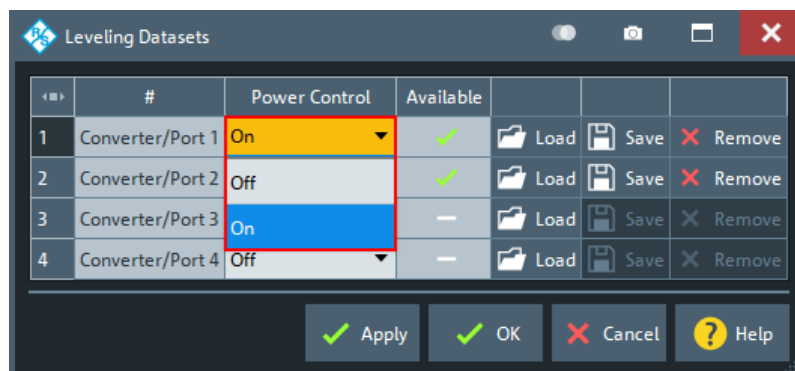 Leveling Datasets
# Power Control Available
1 Converter/Port 1 On Load Save Remove
2 Converter/Port 2 Off Load Save Remove
3 Converter/Port 3 On Load Save Remove
4 Converter/Port 4 Off Load Save Remove
Apply OK Cancel ? Help